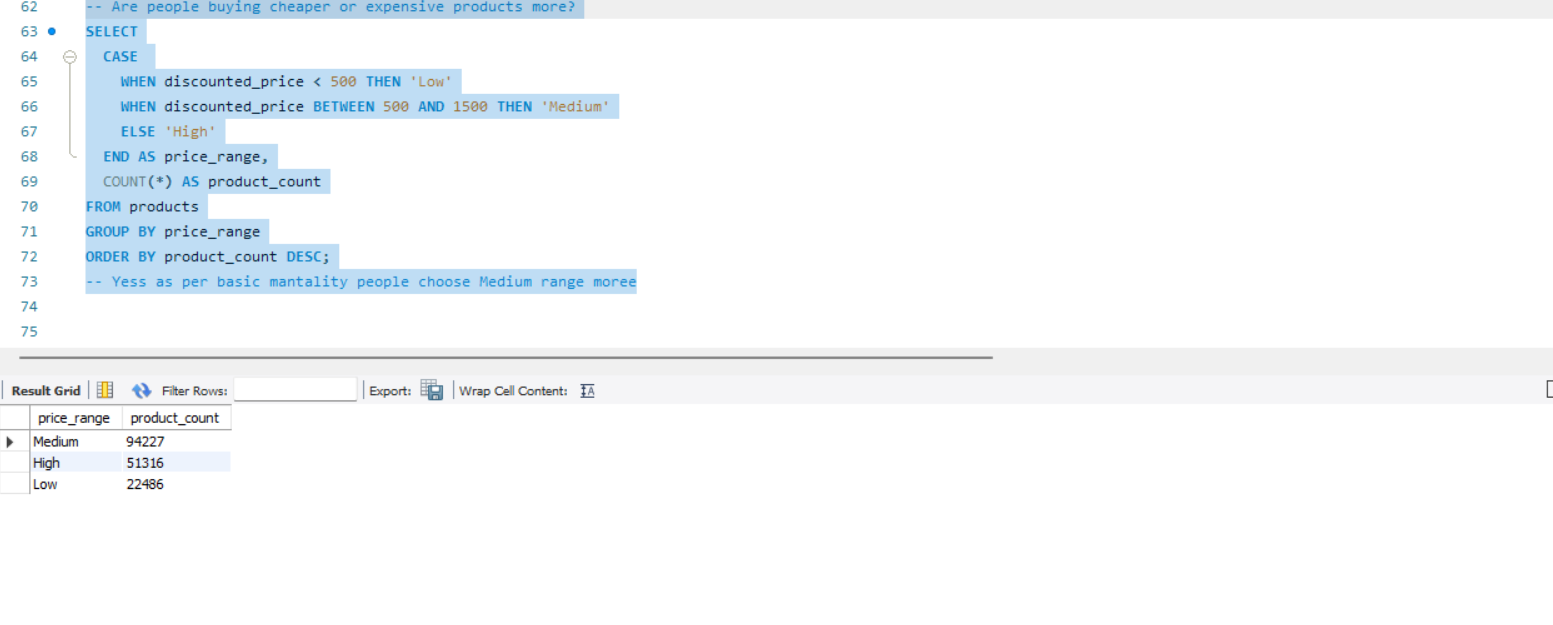 62 -- Are people buying cheaper or expensive products more?
63 SELECT
64 CASE
65 WHEN discounted_price < 500 THEN 'Low'
66 WHEN discounted_price BETWEEN 500 AND 1500 THEN 'Medium'
67 ELSE 'High'
68 END AS price_range,
69 COUNT(*) AS product_count
70 FROM products
71 GROUP BY price_range
72 ORDER BY product_count DESC;
73 -- Yess as per basic mantality people choose Medium range moree
74
75
Result Grid Filter Rows: Export: Wrap Cell Content: IA
price_range product_count
Medium 94227
High 51316
Low 22486